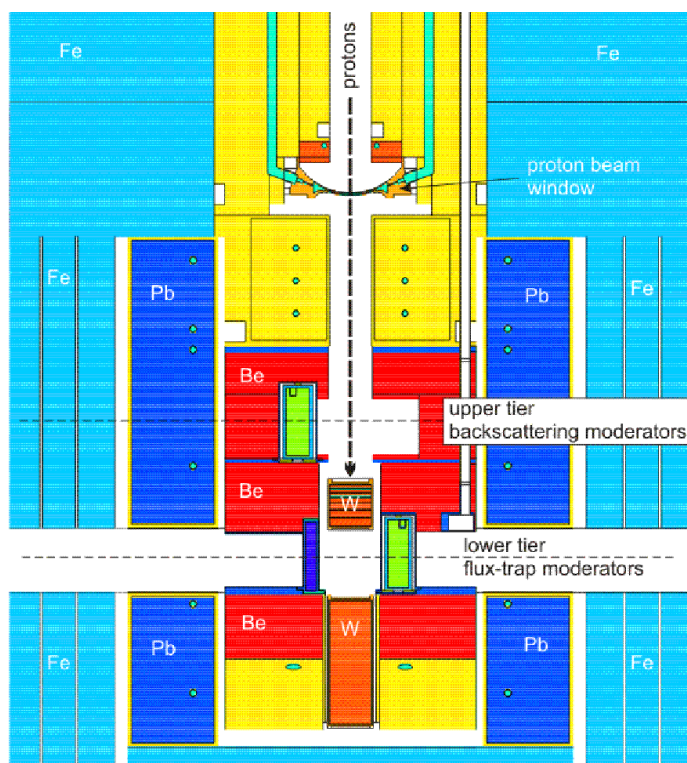 Fe
protons
Fe
proton beam
window
Fe
Pb
Pb
Fe
Be
upper tier
backscattering moderators
Be
W
lower tier
flux-trap moderators
Be
W
Fe
Pb
Pb
Fe